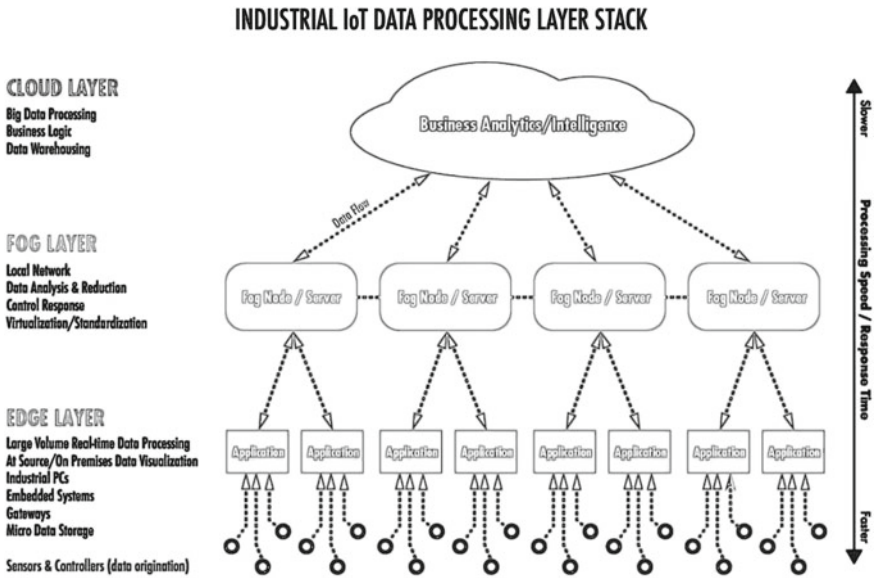 INDUSTRIAL IoT DATA PROCESSING LAYER STACK
CLOUD LAYER
Big Data Processing
Business Logic
Data Warehousing
Business Analytics/Intelligence
Slower
Data Flow
Processing Speed / Response Time
FOG LAYER
Local Network
Data Analysis & Reduction
Control Response
Virtualization/Standardization
Fog Node / Server
Fog Node / Server
Fog Node / Server
Fog Node / Server
EDGE LAYER
Large Volume Real-time Data Processing
At Source/On Premises Data Visualization
Industrial PCs
Embedded Systems
Gateways
Micro Data Storage
Application
Application
Application
Application
Application
Application
Application
Application
Faster
Sensors & Controllers (data origination)